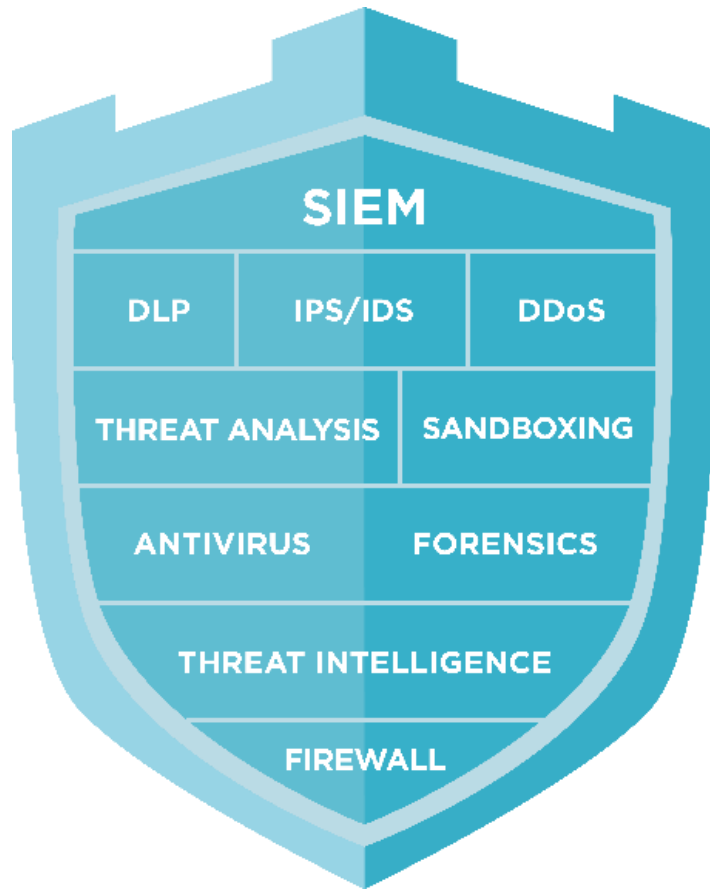 SIEM
DLP IPS/IDS DDoS
THREAT ANALYSIS SANDBOXING
ANTIVIRUS FORENSICS
THREAT INTELLIGENCE
FIREWALL